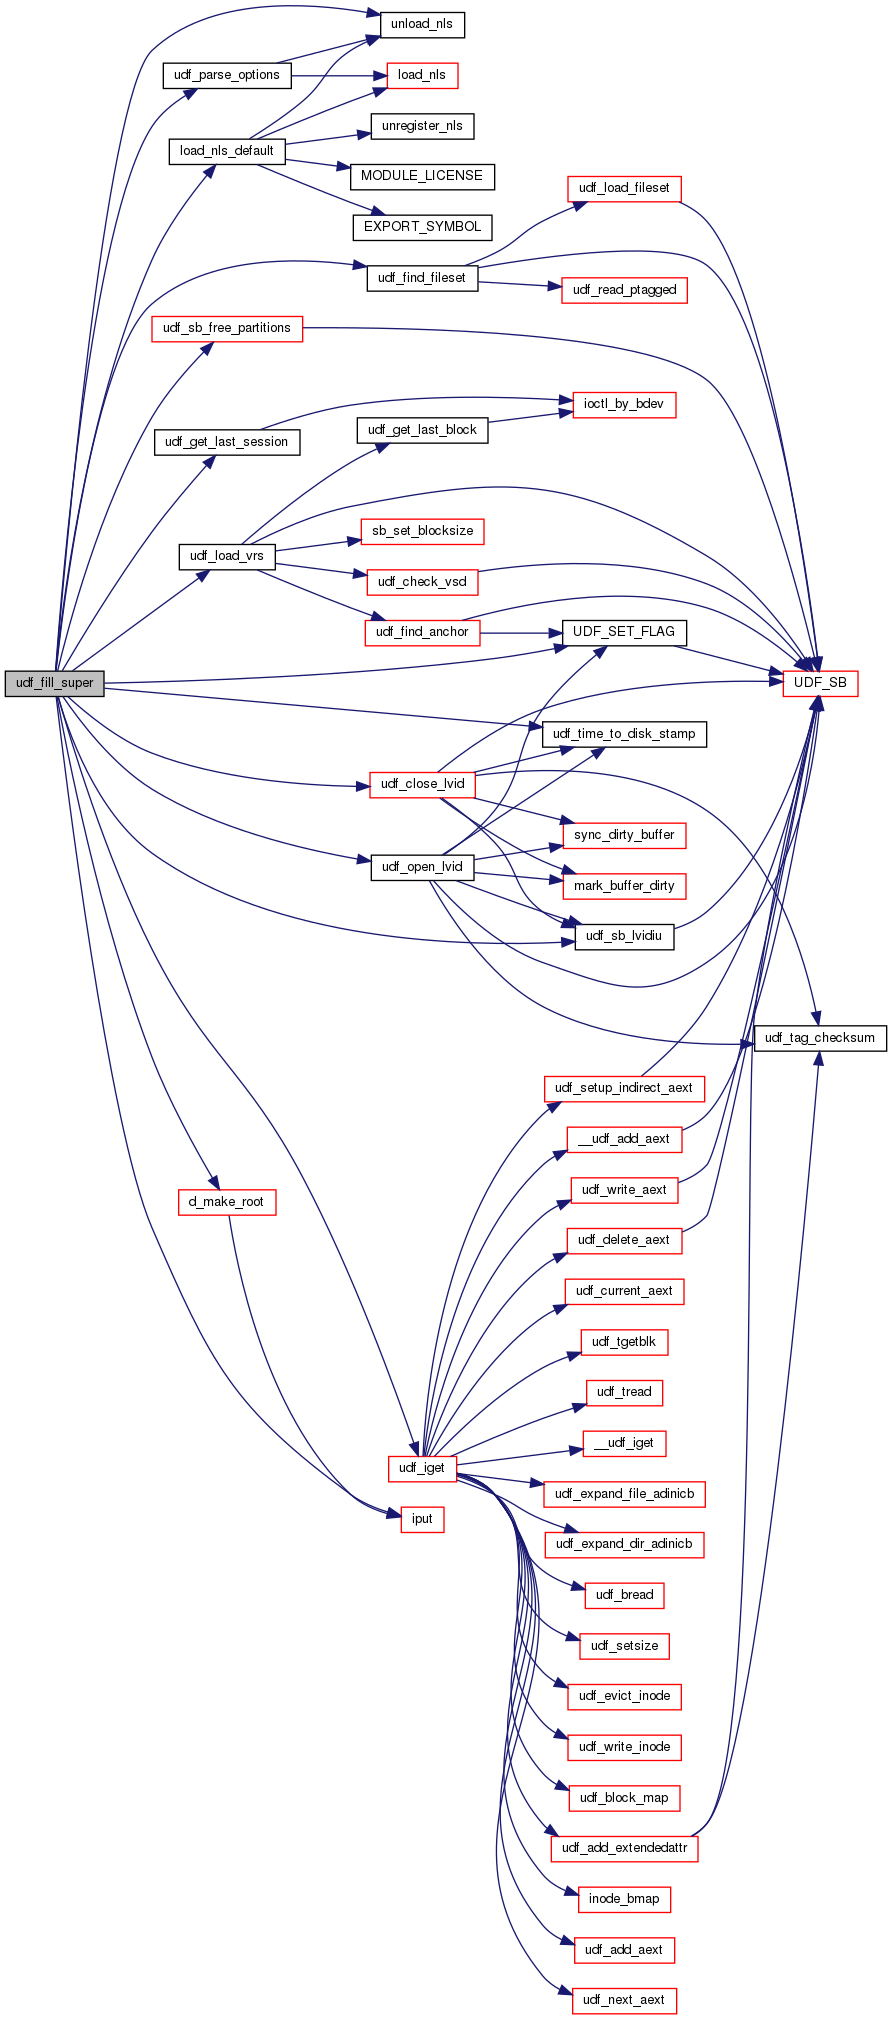 unload_nls
udf_parse_options
load_nls
unregister_nls
load_nls_default
MODULE_LICENSE
udf_load_fileset
EXPORT_SYMBOL
udf_find_fileset
udf_read_ptagged
udf_sb_free_partitions
ioctl_by_bdev
udf_get_last_block
udf_get_last_session
sb_set_blocksize
udf_load_vrs
udf_check_vsd
udf_find_anchor
UDF_SET_FLAG
udf_fill_super
UDF_SB
udf_time_to_disk_stamp
udf_close_lvid
sync_dirty_buffer
udf_open_lvid
mark_buffer_dirty
udf_sb_lvidiu
udf_tag_checksum
udf_setup_indirect_aext
__udf_add_aext
udf_write_aext
d_make_root
udf_delete_aext
udf_current_aext
udf_tgetblk
udf_tread
__udf_iget
udf_iget
udf_expand_file_adinicb
iput
udf_expand_dir_adinicb
udf_bread
udf_setsize
udf_evict_inode
udf_write_inode
udf_block_map
udf_add_extendedattr
inode_bmap
udf_add_aext
udf_next_aext